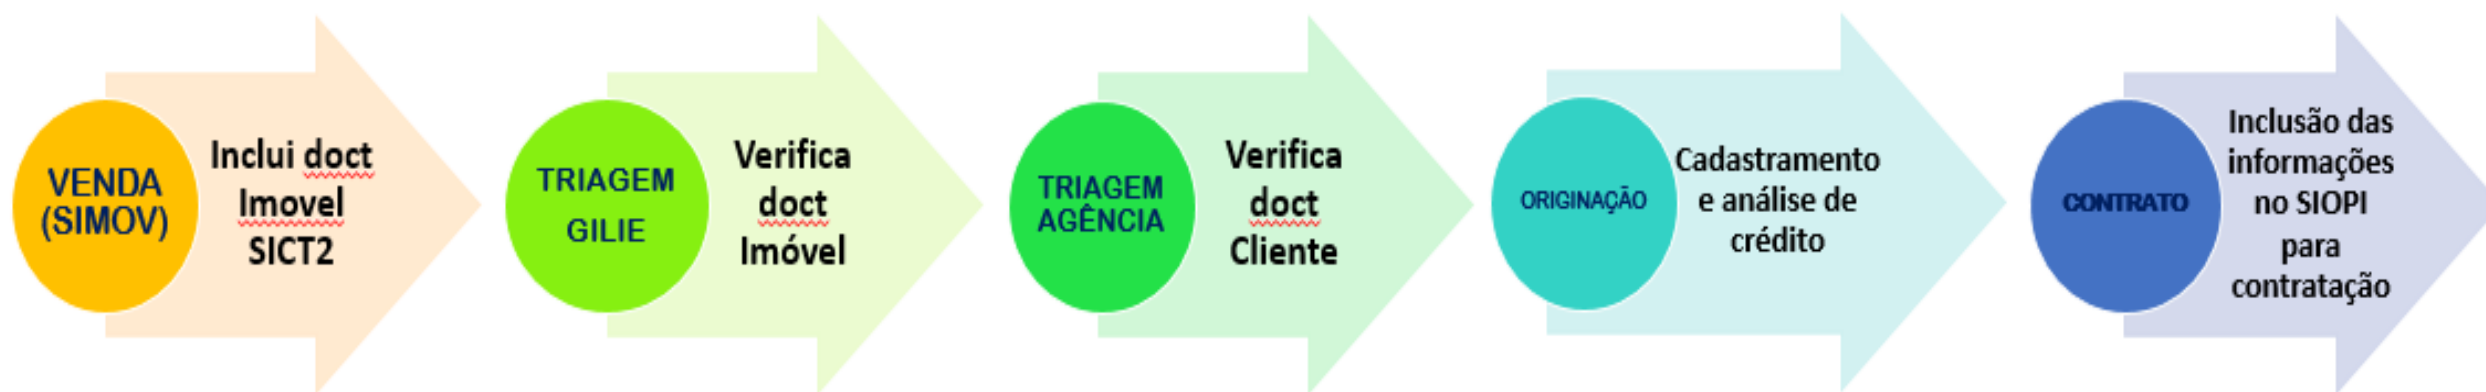 VENDA
(SIMOV)
Inclui doct
Imovel
SICT2
TRIAGEM
GILIE
Verifica
doct
Imóvel
TRIAGEM
AGÊNCIA
Verifica
doct
Cliente
ORIGINAÇÃO
Cadastramento
e análise de
crédito
CONTRATO
Inclusão das
informações
no SIOPI
para
contratação